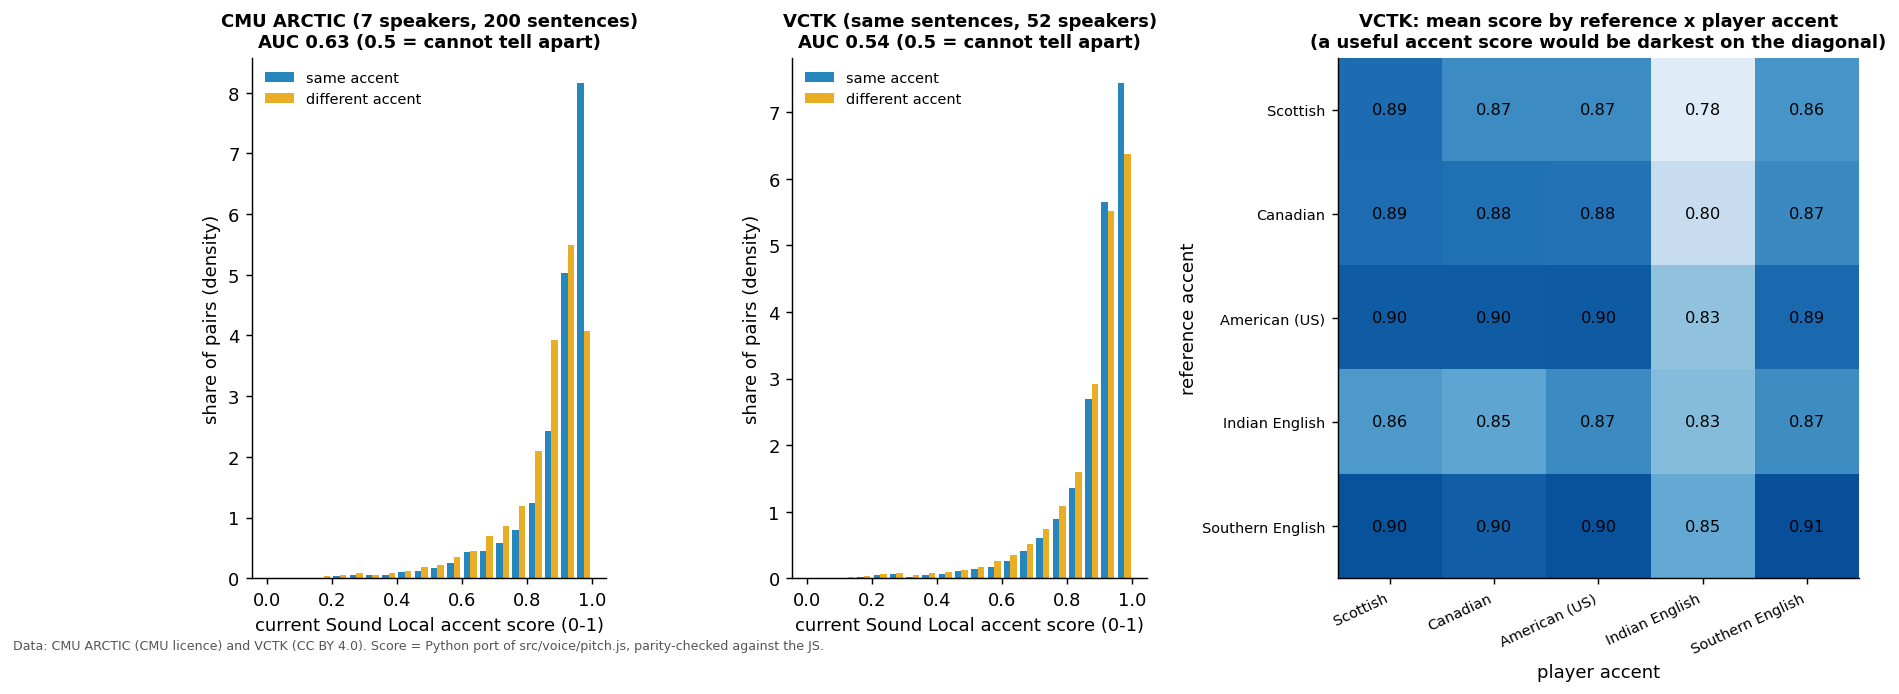 CMU ARCTIC (7 speakers, 200 sentences)
AUC 0.63 (0.5 = cannot tell apart)
same accent
different accent
8
7
6
5
4
3
2
1
0
share of pairs (density)
0.0 0.2 0.4 0.6 0.8 1.0
current Sound Local accent score (0-1)
VCTK (same sentences, 52 speakers)
AUC 0.54 (0.5 = cannot tell apart)
same accent
different accent
7
6
5
4
3
2
1
0
share of pairs (density)
0.0 0.2 0.4 0.6 0.8 1.0
current Sound Local accent score (0-1)
VCTK: mean score by reference x player accent
(a useful accent score would be darkest on the diagonal)
reference accent
Scottish 0.89 0.87 0.87 0.78 0.86
Canadian 0.89 0.88 0.88 0.80 0.87
American (US) 0.90 0.90 0.90 0.83 0.89
Indian English 0.86 0.85 0.87 0.83 0.87
Southern English 0.90 0.90 0.90 0.85 0.91
Scottish Canadian American (US) Indian English Southern English
player accent
Data: CMU ARCTIC (CMU licence) and VCTK (CC BY 4.0). Score = Python port of src/voice/pitch.js, parity-checked against the JS.